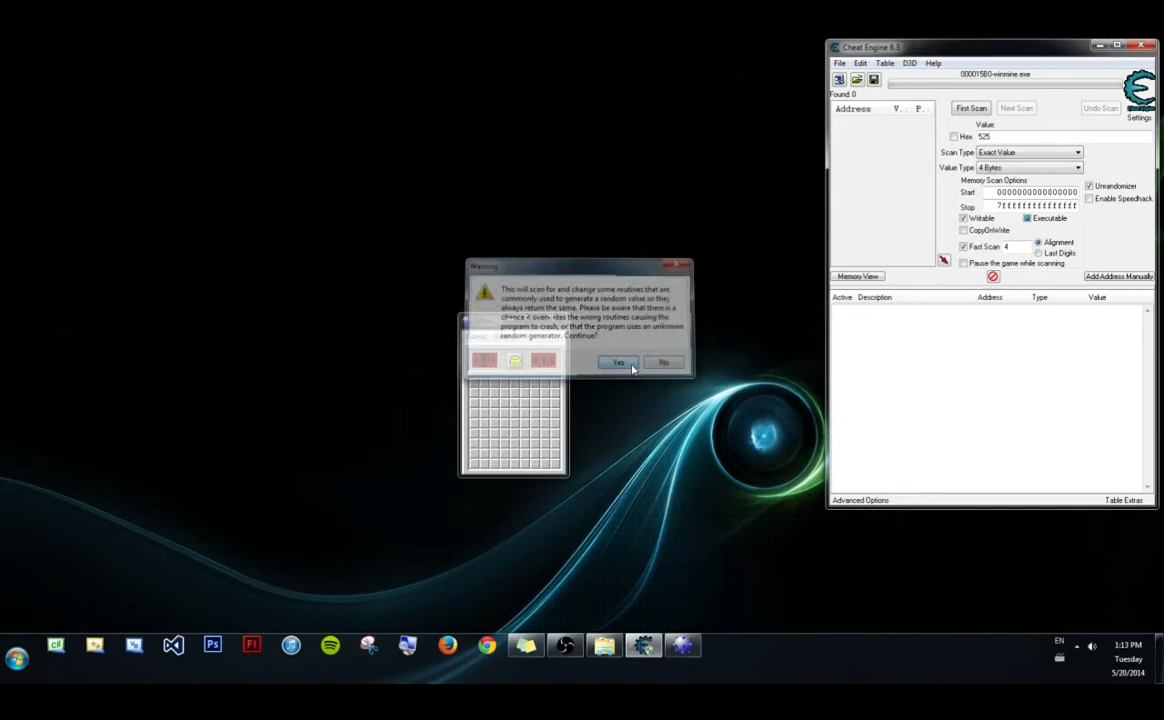 Cheat Engine 6.3
File Edit Table D3D Help
000015B0-winmine.exe
Found: 0
Address V.. P..
First Scan Next Scan Undo Scan
Settings
Value:
Hex 525
Scan Type Exact Value
Value Type 4 Bytes
Memory Scan Options
Start 0000000000000000
Stop 7fffffffffffffff
Unrandomizer
Enable Speedhack
Writable Executable
CopyOnWrite
Fast Scan 4 Alignment
Last Digits
Pause the game while scanning
Memory View Add Address Manually
Active Description Address Type Value
Advanced Options Table Extras
Warning
This will scan for and change some routines that are
commonly used to generate a random value so they
always return the same. Please be aware that there is a
chance it overwrites the wrong routines causing the
program to crash, or that the program uses an unknown
random generator. Continue?
Yes No
C#
VB
Ps
Fl
EN
1:13 PM
Tuesday
5/20/2014